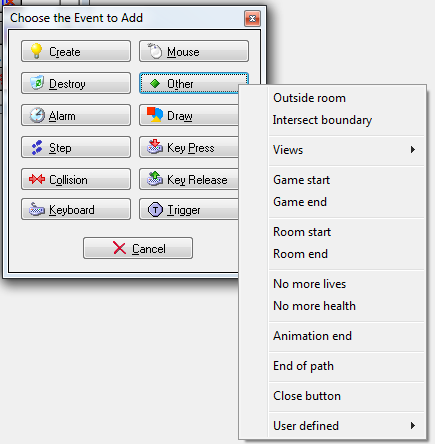 Choose the Event to Add
Create
Mouse
Destroy
Other
Alarm
Draw
Step
Key Press
Collision
Key Release
Keyboard
Trigger
Cancel
Outside room
Intersect boundary
Views
Game start
Game end
Room start
Room end
No more lives
No more health
Animation end
End of path
Close button
User defined